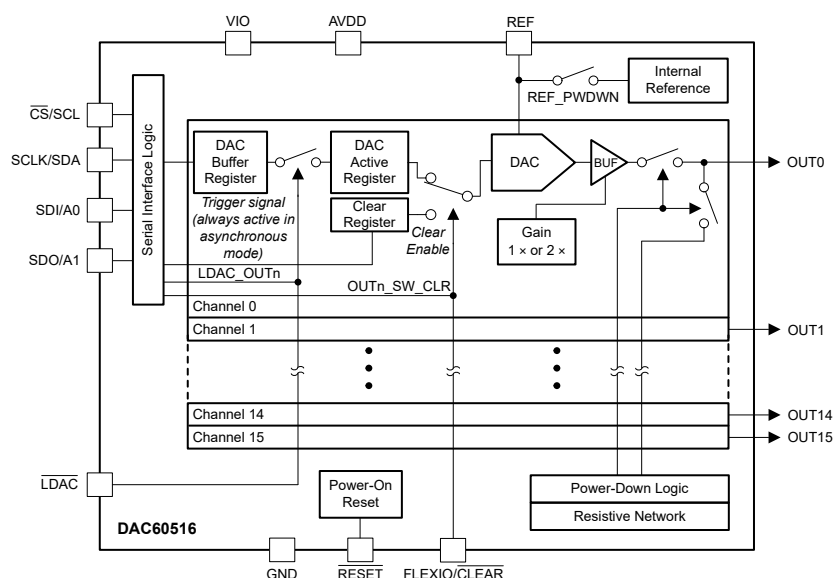 VIO
AVDD
REF
Internal
Reference
REF_PWDWN
CS/SCL
SCLK/SDA
SDI/A0
SDO/A1
Serial Interface Logic
DAC
Buffer
Register
DAC
Active
Register
DAC
BUF
OUT0
Trigger signal
(always active in
asynchronous
mode)
Clear
Register
Clear
Enable
Gain
1 × or 2 ×
LDAC_OUTn
OUTn_SW_CLR
Channel 0
Channel 1
OUT1
Channel 14
OUT14
Channel 15
OUT15
LDAC
Power-On
Reset
Power-Down Logic
Resistive Network
DAC60516
GND
RESET
FLEXIO/CLEAR